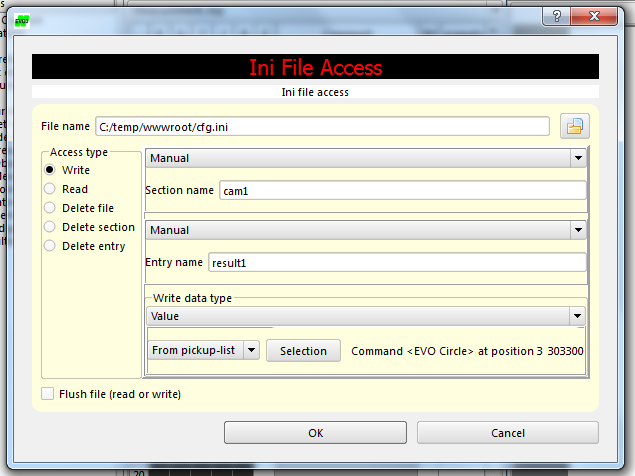 EVO
Ini File Access
Ini file access
File name C:/temp/wwwroot/cfg.ini
Access type
Write
Read
Delete file
Delete section
Delete entry
Manual
Section name cam1
Manual
Entry name result1
Write data type
Value
From pickup-list Selection Command <EVO Circle> at position 3 303300
Flush file (read or write)
OK Cancel
20